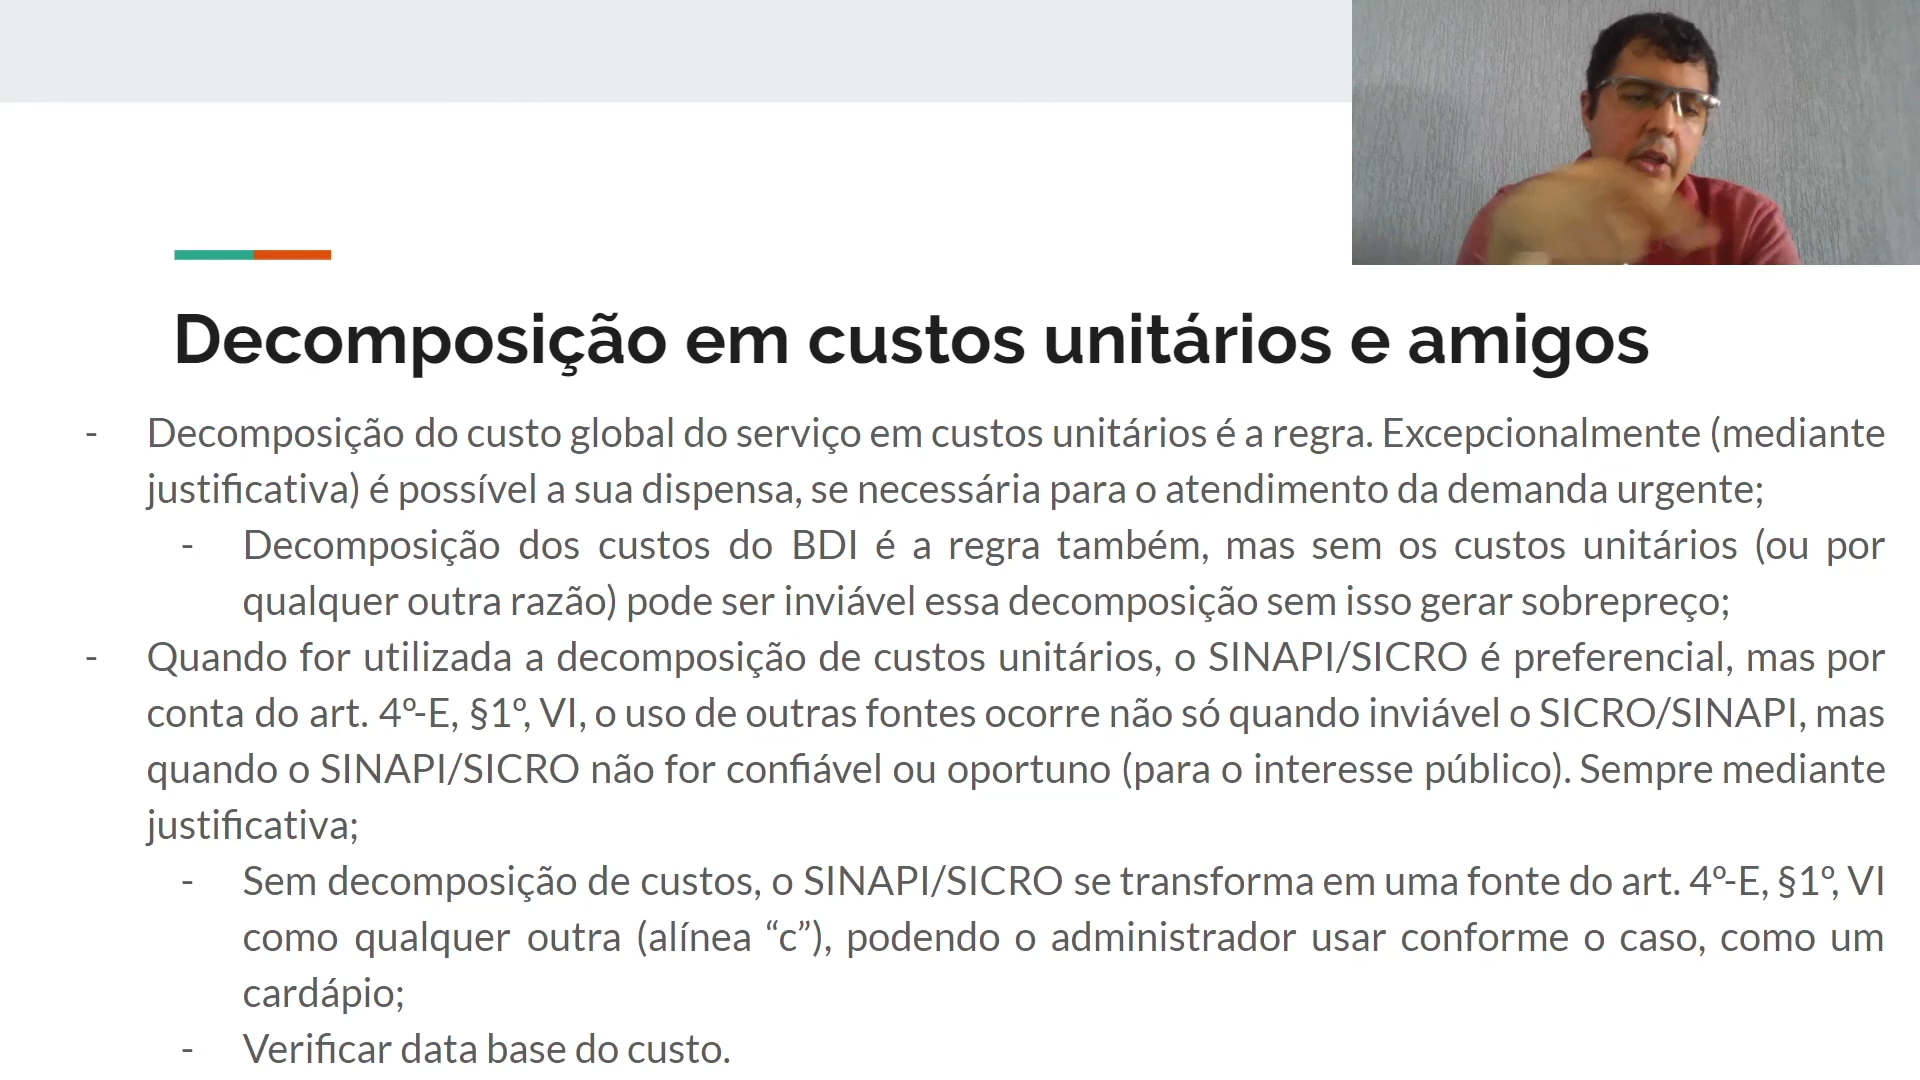 Decomposição em custos unitários e amigos
- Decomposição do custo global do serviço em custos unitários é a regra. Excepcionalmente (mediante
justificativa) é possível a sua dispensa, se necessária para o atendimento da demanda urgente;
- Decomposição dos custos do BDI é a regra também, mas sem os custos unitários (ou por
qualquer outra razão) pode ser inviável essa decomposição sem isso gerar sobrepreço;
- Quando for utilizada a decomposição de custos unitários, o SINAPI/SICRO é preferencial, mas por
conta do art. 4º-E, §1º, VI, o uso de outras fontes ocorre não só quando inviável o SICRO/SINAPI, mas
quando o SINAPI/SICRO não for confiável ou oportuno (para o interesse público). Sempre mediante
justificativa;
- Sem decomposição de custos, o SINAPI/SICRO se transforma em uma fonte do art. 4º-E, §1º, VI
como qualquer outra (alínea “c”), podendo o administrador usar conforme o caso, como um
cardápio;
- Verificar data base do custo.